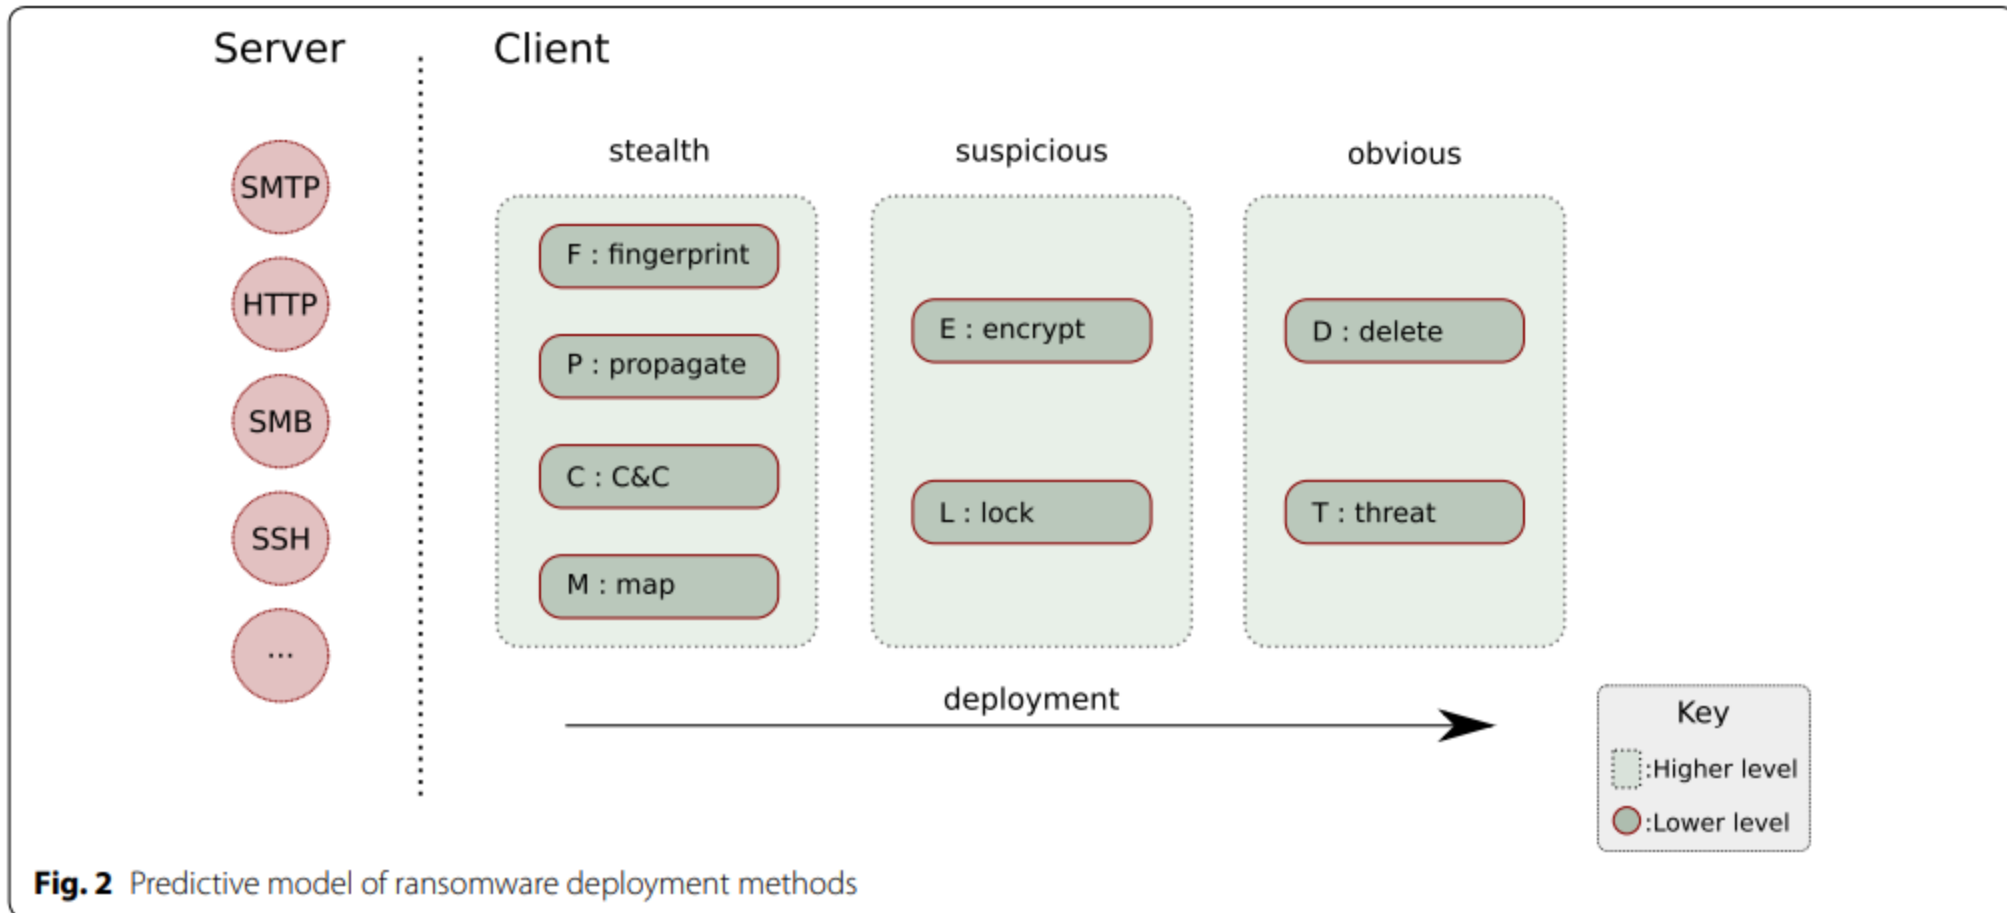 Server
Client
SMTP
HTTP
SMB
SSH
...
stealth
F : fingerprint
P : propagate
C : C&C
M : map
suspicious
E : encrypt
L : lock
obvious
D : delete
T : threat
deployment
Key
:Higher level
:Lower level
Fig. 2 Predictive model of ransomware deployment methods